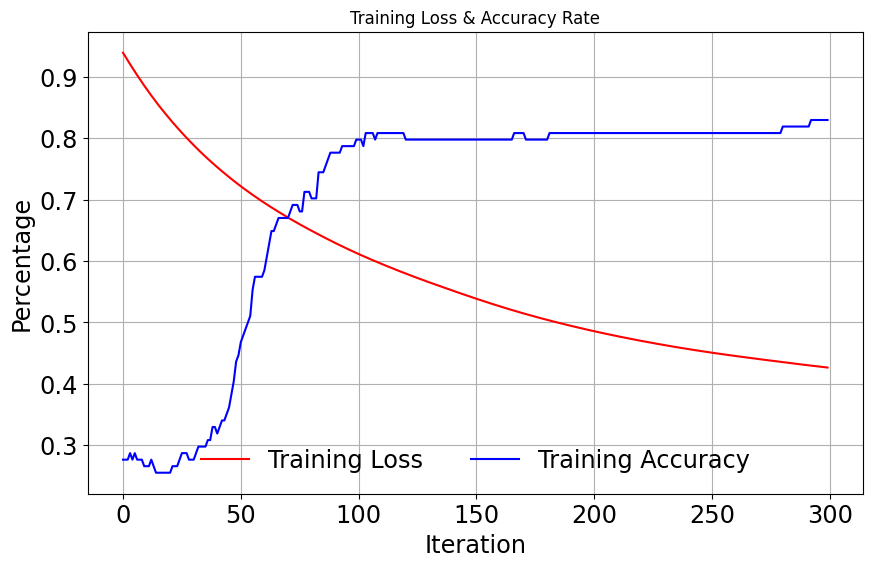 Training Loss & Accuracy Rate
Percentage
0.9
0.8
0.7
0.6
0.5
0.4
0.3
Training Loss
Training Accuracy
0 50 100 150 200 250 300
Iteration